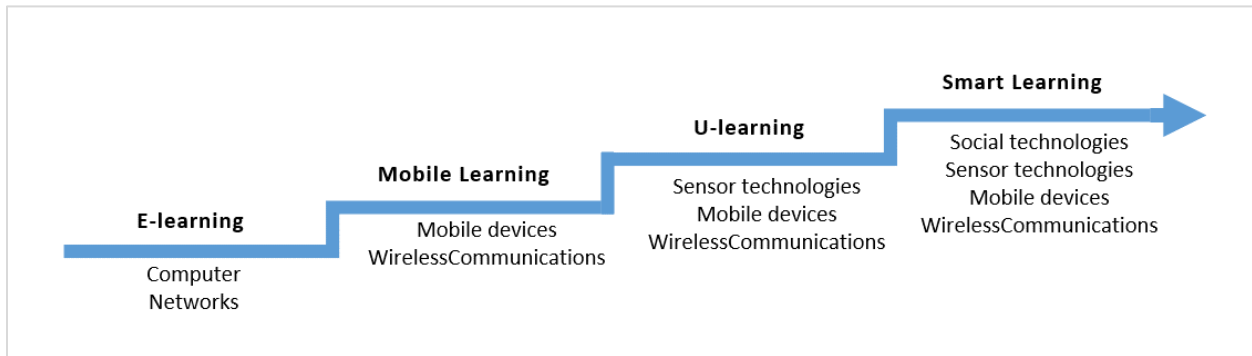 E-learning
Computer
Networks
Mobile Learning
Mobile devices
WirelessCommunications
U-learning
Sensor technologies
Mobile devices
WirelessCommunications
Smart Learning
Social technologies
Sensor technologies
Mobile devices
WirelessCommunications